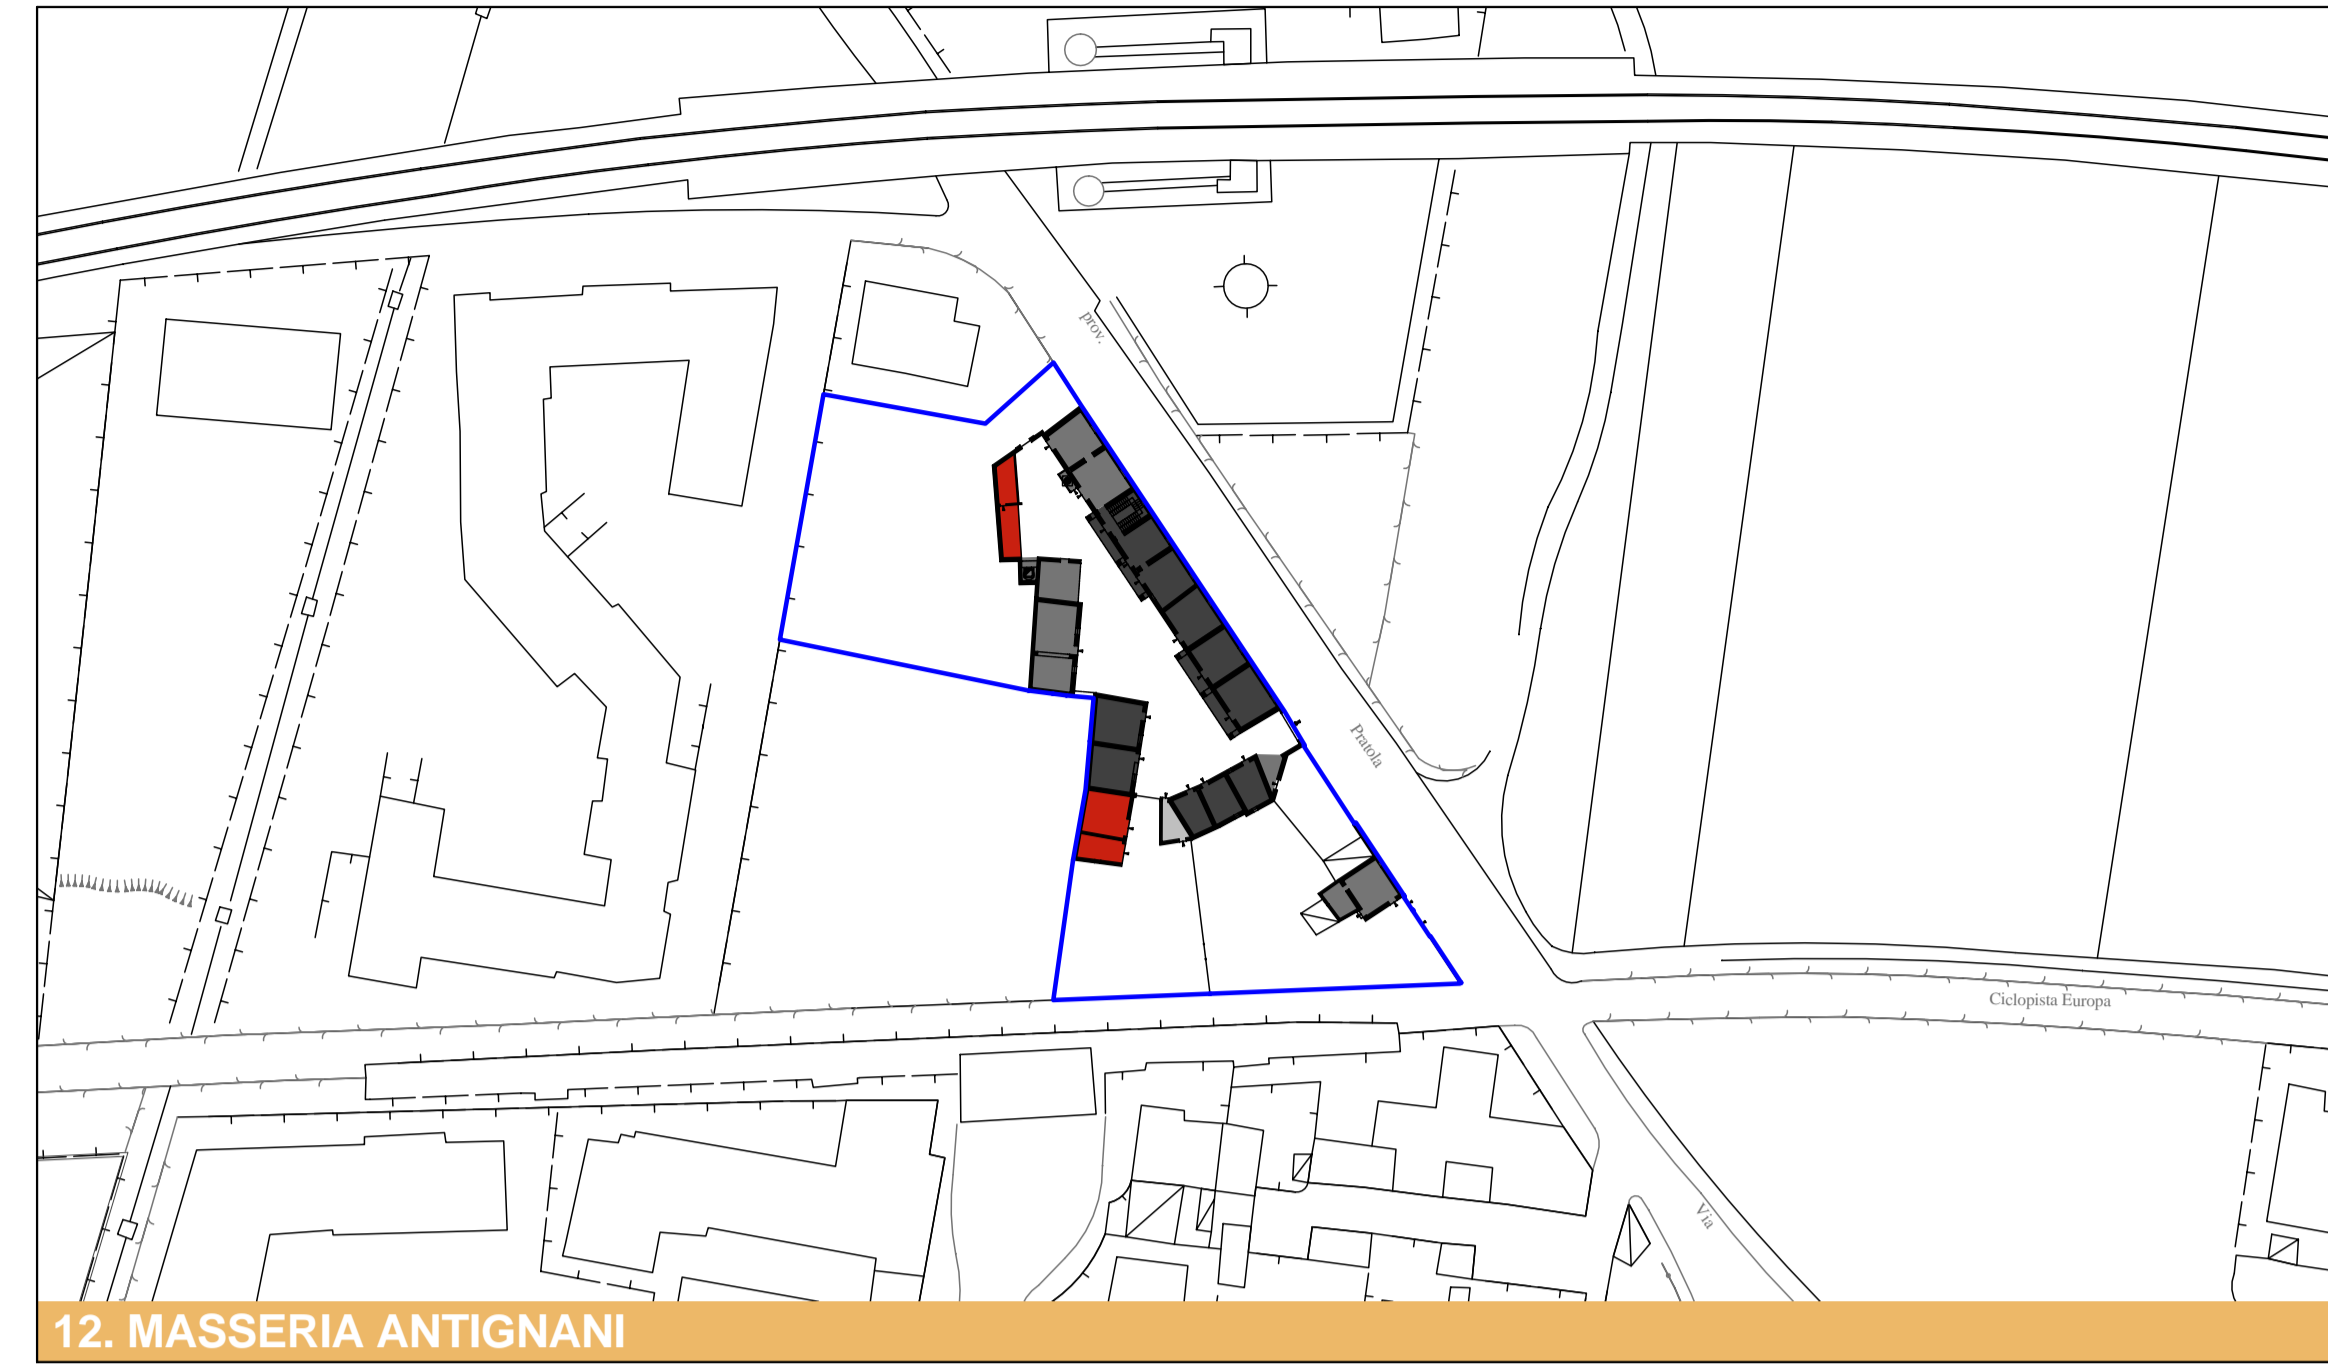 prov.
Pratola
Ciclopista Europa
Via
12. MASSERIA ANTIGNANI